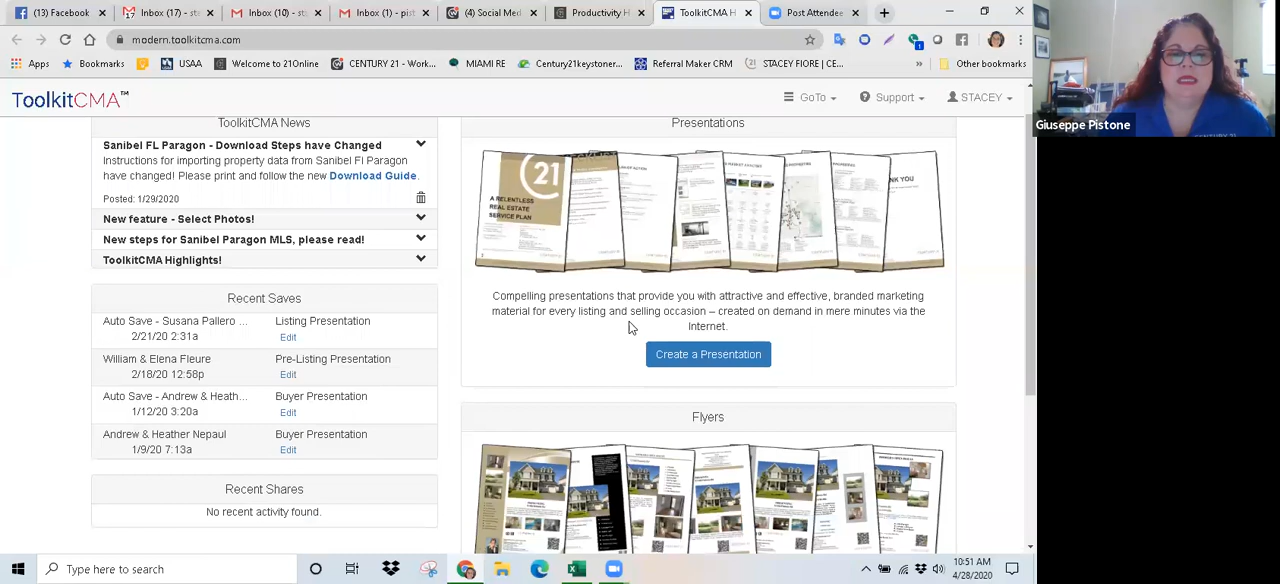 (13) Facebook
Inbox (17) - sta
Inbox (10) - st
Inbox (1) - pist
(4) Social Med
Productivity H
ToolkitCMA H
Post Attendee
modern.toolkitcma.com
Apps
Bookmarks
USAA
Welcome to 21Online
CENTURY 21 - Work...
MIAMI RE
Century21keystoner...
Referral Maker CRM
STACEY FIORE | CE...
Other bookmarks
ToolkitCMA™
GoTo
Support
STACEY
Giuseppe Pistone
ToolkitCMA News
Sanibel FL Paragon - Download Steps have Changed
Instructions for importing property data from Sanibel Fl Paragon
have changed! Please print and follow the new Download Guide.
Posted: 1/29/2020
New feature - Select Photos!
New steps for Sanibel Paragon MLS, please read!
ToolkitCMA Highlights!
Recent Saves
Auto Save - Susana Pallero ... Listing Presentation
2/21/20 2:31a Edit
William & Elena Fleure Pre-Listing Presentation
2/18/20 12:58p Edit
Auto Save - Andrew & Heath... Buyer Presentation
1/12/20 3:20a Edit
Andrew & Heather Nepaul Buyer Presentation
1/9/20 7:13a Edit
Recent Shares
No recent activity found.
Presentations
21
A RELENTLESS
REAL ESTATE
SERVICE PLAN
Compelling presentations that provide you with attractive and effective, branded marketing
material for every listing and selling occasion – created on demand in mere minutes via the
Internet.
Create a Presentation
Flyers
Type here to search
10:51 AM
4/28/2020